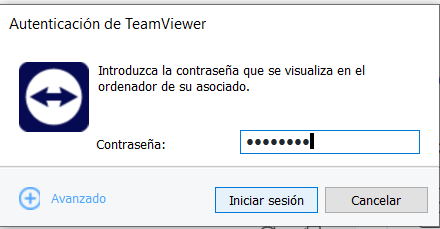 Autenticación de TeamViewer
Introduzca la contraseña que se visualiza en el
ordenador de su asociado.
Contraseña: ••••••••
Avanzado
Iniciar sesión
Cancelar